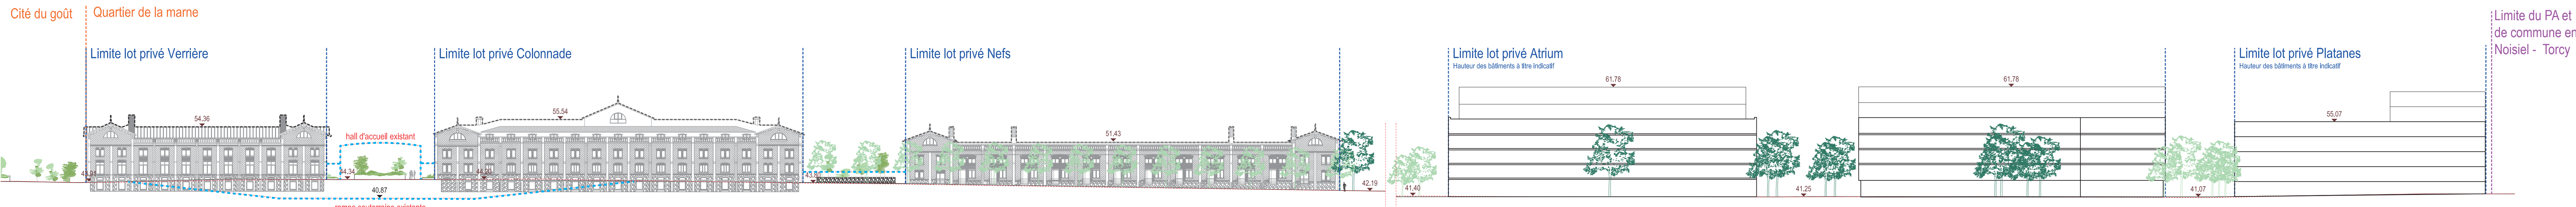 Cité du goût
Quartier de la marne
Limite du PA et
de commune en
Noisiel - Torcy
Limite lot privé Verrière
Limite lot privé Colonnade
Limite lot privé Nefs
Limite lot privé Atrium
Hauteur des bâtiments à titre indicatif
Limite lot privé Platanes
Hauteur des bâtiments à titre indicatif
54,36
hall d'accueil existant
55,54
51,43
61,78
61,78
55,07
44,34
40,87
42,19
41,40
41,25
41,07